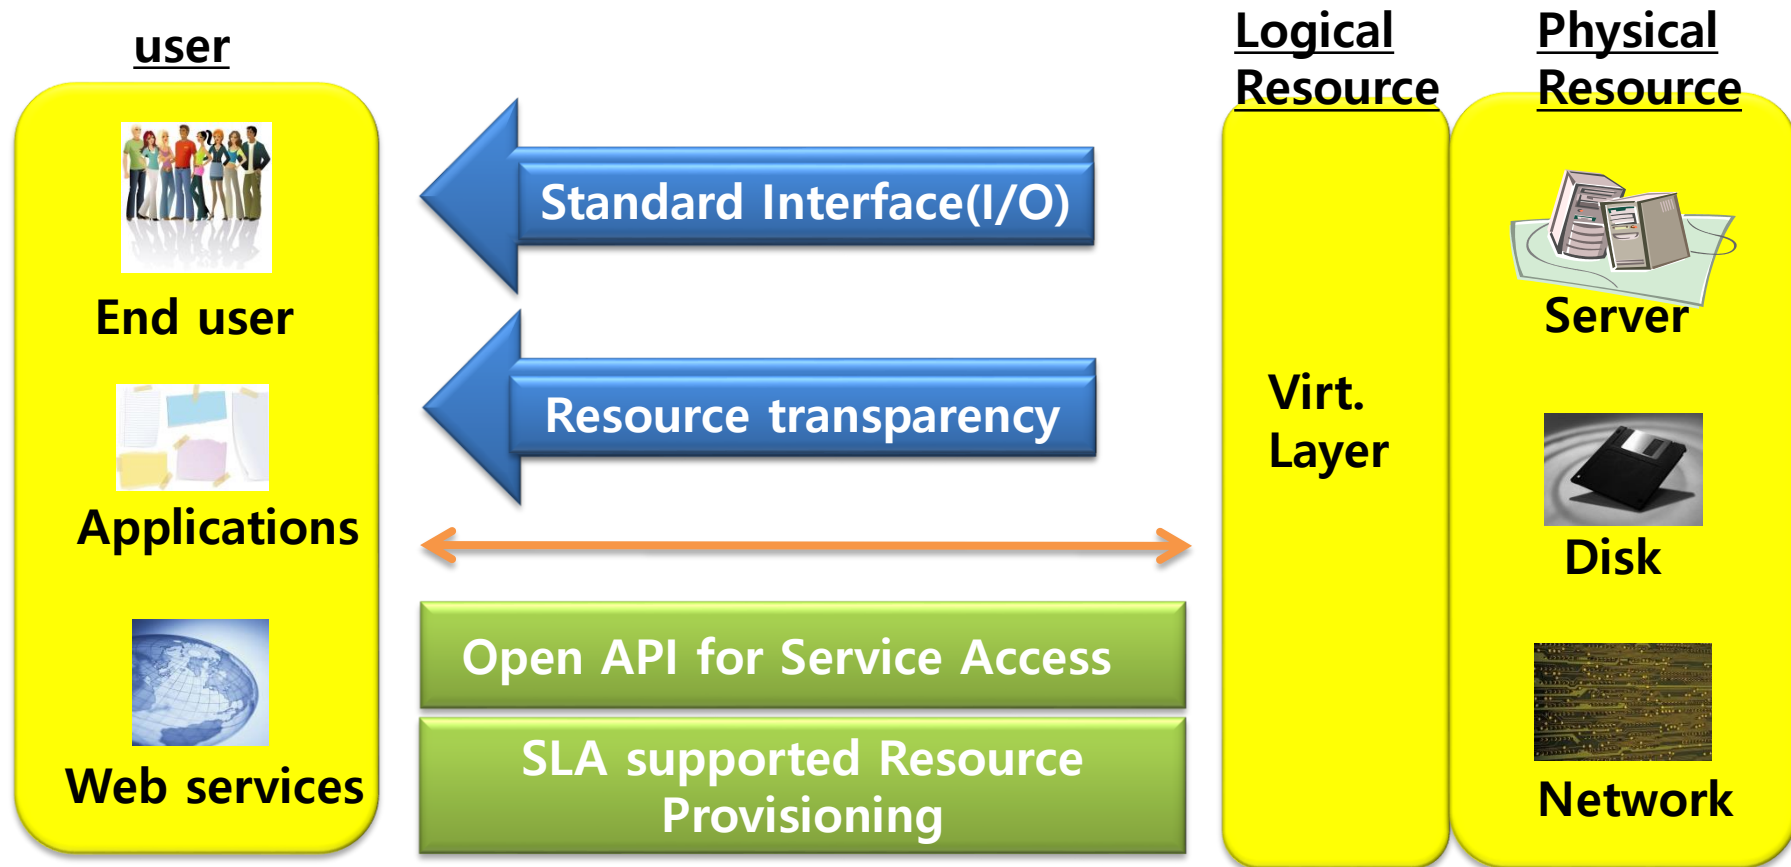 user
End user
Applications
Web services
Standard Interface(I/O)
Resource transparency
Open API for Service Access
SLA supported Resource
Provisioning
Logical
Resource
Virt.
Layer
Physical
Resource
Server
Disk
Network